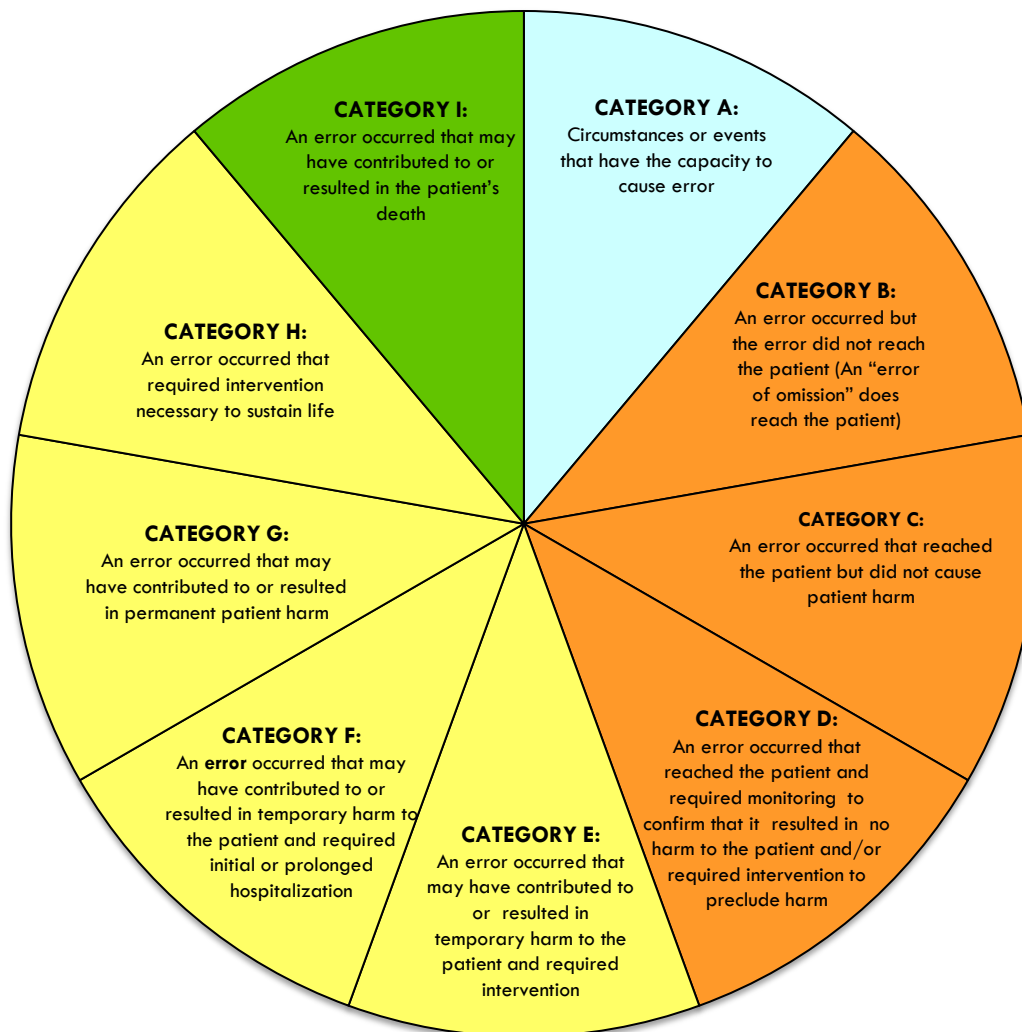 CATEGORY A:
Circumstances or events
that have the capacity to
cause error
CATEGORY B:
An error occurred but
the error did not reach
the patient (An “error
of omission” does
reach the patient)
CATEGORY C:
An error occurred that reached
the patient but did not cause
patient harm
CATEGORY D:
An error occurred that
reached the patient and
required monitoring to
confirm that it resulted in no
harm to the patient and/or
required intervention to
preclude harm
CATEGORY E:
An error occurred that
may have contributed to
or resulted in
temporary harm to the
patient and required
intervention
CATEGORY F:
An error occurred that may
have contributed to or
resulted in temporary harm to
the patient and required
initial or prolonged
hospitalization
CATEGORY G:
An error occurred that may
have contributed to or resulted
in permanent patient harm
CATEGORY H:
An error occurred that
required intervention
necessary to sustain life
CATEGORY I:
An error occurred that may
have contributed to or
resulted in the patient’s
death